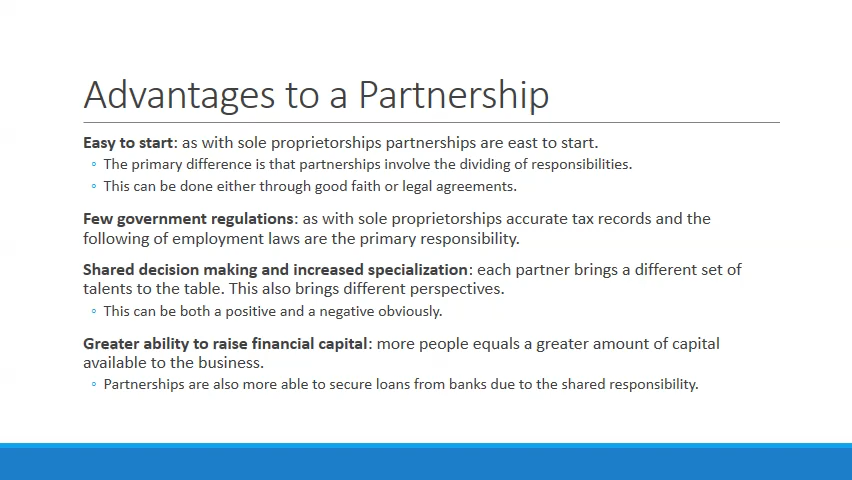 Advantages to a Partnership
Easy to start: as with sole proprietorships partnerships are east to start.
◦ The primary difference is that partnerships involve the dividing of responsibilities.
◦ This can be done either through good faith or legal agreements.
Few government regulations: as with sole proprietorships accurate tax records and the
following of employment laws are the primary responsibility.
Shared decision making and increased specialization: each partner brings a different set of
talents to the table. This also brings different perspectives.
◦ This can be both a positive and a negative obviously.
Greater ability to raise financial capital: more people equals a greater amount of capital
available to the business.
◦ Partnerships are also more able to secure loans from banks due to the shared responsibility.